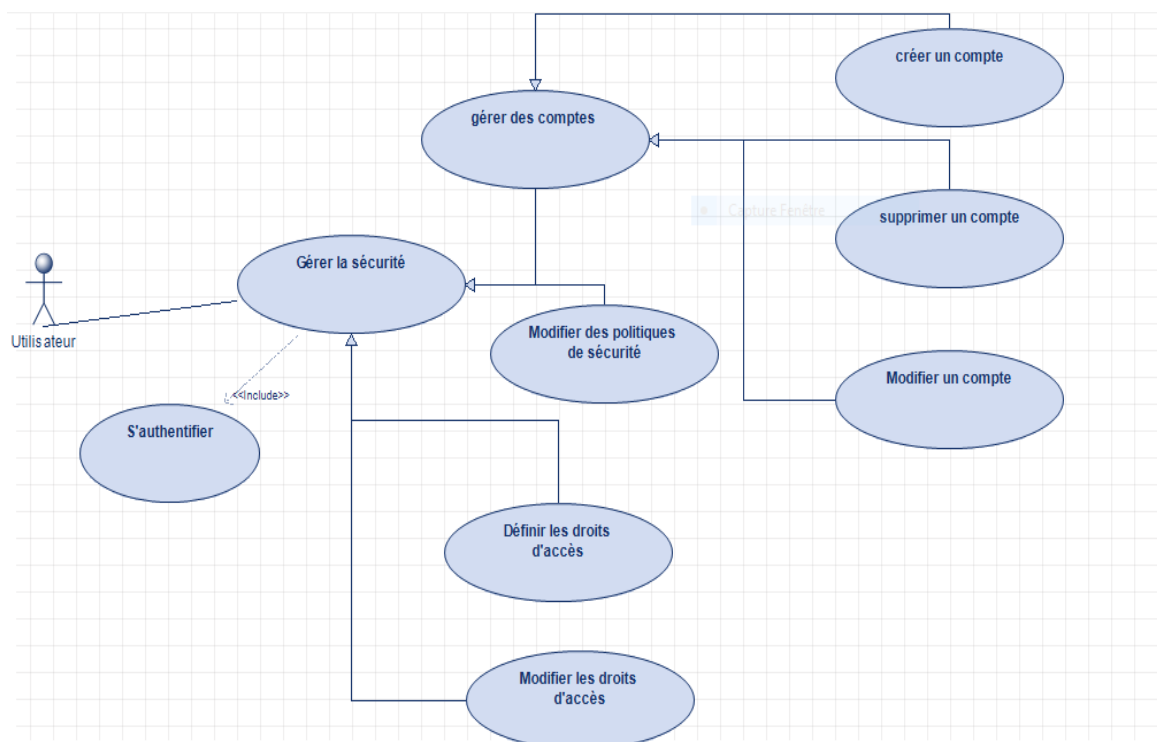 créer un compte
gérer des comptes
Capture Fenêtre
supprimer un compte
Gérer la sécurité
Utilisateur
Modifier des politiques
de sécurité
Modifier un compte
<<Include>>
S'authentifier
Définir les droits
d'accès
Modifier les droits
d'accès